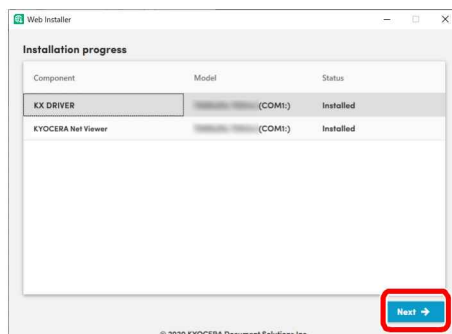 Web Installer
Installation progress
Component Model Status
KX DRIVER (COM1:) Installed
KYOCERA Net Viewer (COM1:) Installed
Next →
© 2020 KYOCERA Document Solutions Inc.